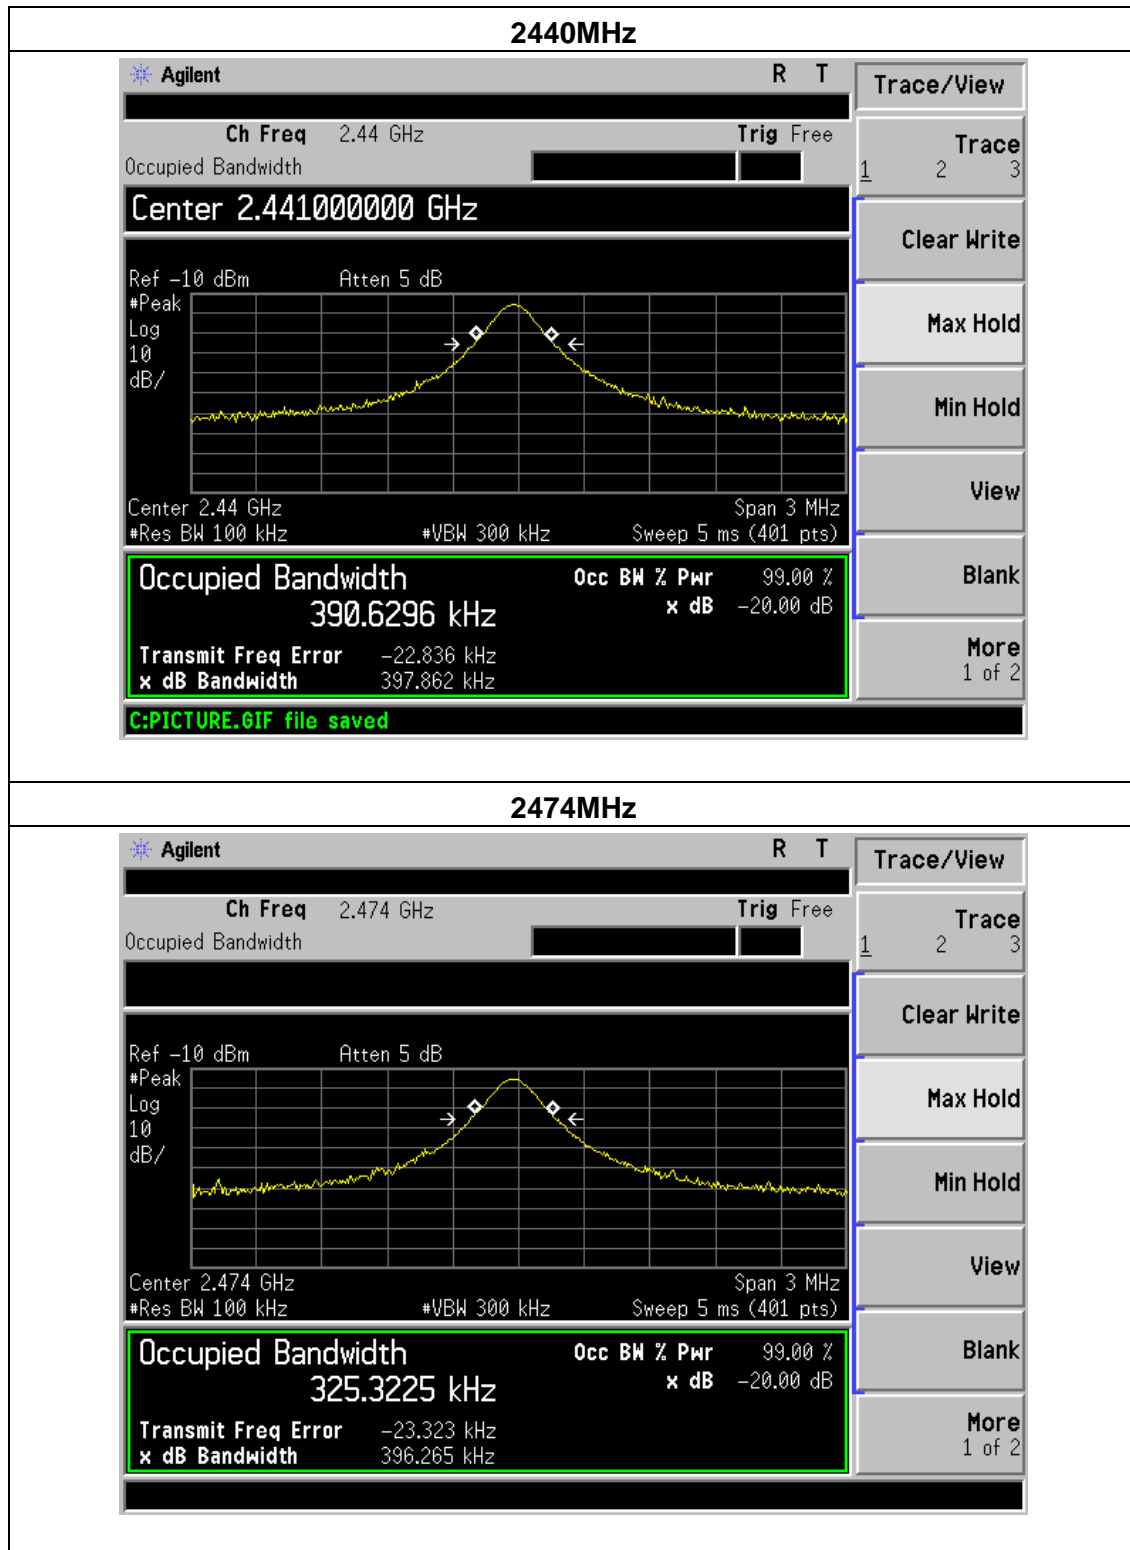 2440MHz
Agilent R T
Trace/View
Ch Freq 2.44 GHz Trig Free
Occupied Bandwidth
Trace
1 2 3
Center 2.441000000 GHz
Clear Write
Ref -10 dBm Atten 5 dB
#Peak
Log
10
dB/
Max Hold
Min Hold
View
Center 2.44 GHz Span 3 MHz
#Res BW 100 kHz #VBW 300 kHz Sweep 5 ms (401 pts)
Occupied Bandwidth Occ BW % Pwr 99.00 %
390.6296 kHz x dB -20.00 dB
Blank
Transmit Freq Error -22.836 kHz
x dB Bandwidth 397.862 kHz
More
1 of 2
C:PICTURE.GIF file saved
2474MHz
Agilent R T
Trace/View
Ch Freq 2.474 GHz Trig Free
Occupied Bandwidth
Trace
1 2 3
Clear Write
Ref -10 dBm Atten 5 dB
#Peak
Log
10
dB/
Max Hold
Min Hold
View
Center 2.474 GHz Span 3 MHz
#Res BW 100 kHz #VBW 300 kHz Sweep 5 ms (401 pts)
Occupied Bandwidth Occ BW % Pwr 99.00 %
325.3225 kHz x dB -20.00 dB
Blank
Transmit Freq Error -23.323 kHz
x dB Bandwidth 396.265 kHz
More
1 of 2